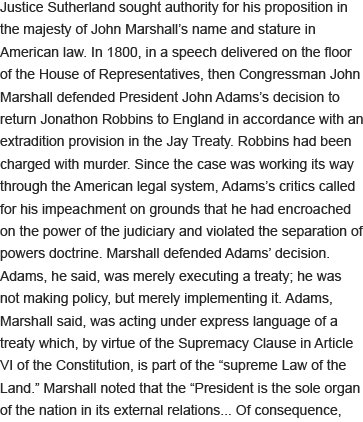 Justice Sutherland sought authority for his proposition in
the majesty of John Marshall’s name and stature in
American law. In 1800, in a speech delivered on the floor
of the House of Representatives, then Congressman John
Marshall defended President John Adams’s decision to
return Jonathon Robbins to England in accordance with an
extradition provision in the Jay Treaty. Robbins had been
charged with murder. Since the case was working its way
through the American legal system, Adams’s critics called
for his impeachment on grounds that he had encroached
on the power of the judiciary and violated the separation of
powers doctrine. Marshall defended Adams’ decision.
Adams, he said, was merely executing a treaty; he was
not making policy, but merely implementing it. Adams,
Marshall said, was acting under express language of a
treaty which, by virtue of the Supremacy Clause in Article
VI of the Constitution, is part of the “supreme Law of the
Land.” Marshall noted that the “President is the sole organ
of the nation in its external relations... Of consequence,